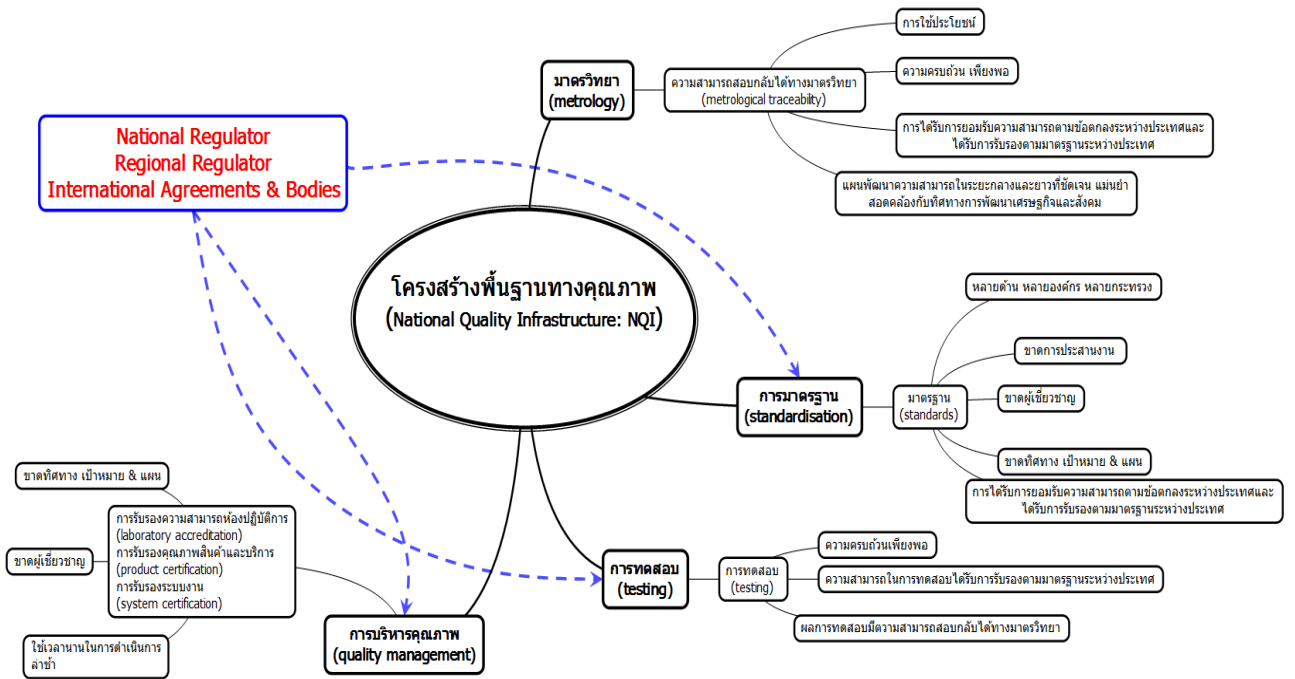 National Regulator
Regional Regulator
International Agreements & Bodies
มาตรวิทยา
(metrology)
ความสามารถสอบกลับได้ทางมาตรวิทยา
(metrological traceability)
การใช้ประโยชน์
ความครบถ้วน เพียงพอ
การได้รับการยอมรับความสามารถตามข้อตกลงระหว่างประเทศและ
ได้รับการรับรองตามมาตรฐานระหว่างประเทศ
แผนพัฒนาความสามารถในระยะกลางและยาวที่ชัดเจน แม่นยำ
สอดคล้องกับทิศทางการพัฒนาเศรษฐกิจและสังคม
โครงสร้างพื้นฐานทางคุณภาพ
(National Quality Infrastructure: NQI)
การมาตรฐาน
(standardisation)
มาตรฐาน
(standards)
หลายด้าน หลายองค์กร หลายกระทรวง
ขาดการประสานงาน
ขาดผู้เชี่ยวชาญ
ขาดทิศทาง เป้าหมาย & แผน
การได้รับการยอมรับความสามารถตามข้อตกลงระหว่างประเทศและ
ได้รับการรับรองตามมาตรฐานระหว่างประเทศ
การทดสอบ
(testing)
การทดสอบ
(testing)
ความครบถ้วนเพียงพอ
ความสามารถในการทดสอบได้รับการรับรองตามมาตรฐานระหว่างประเทศ
ผลการทดสอบมีความสามารถสอบกลับได้ทางมาตรวิทยา
การบริหารคุณภาพ
(quality management)
การรับรองความสามารถห้องปฏิบัติการ
(laboratory accreditation)
การรับรองคุณภาพสินค้าและบริการ
(product certification)
การรับรองระบบงาน
(system certification)
ขาดทิศทาง เป้าหมาย & แผน
ขาดผู้เชี่ยวชาญ
ใช้เวลานานในการดำเนินการ
ล่าช้า